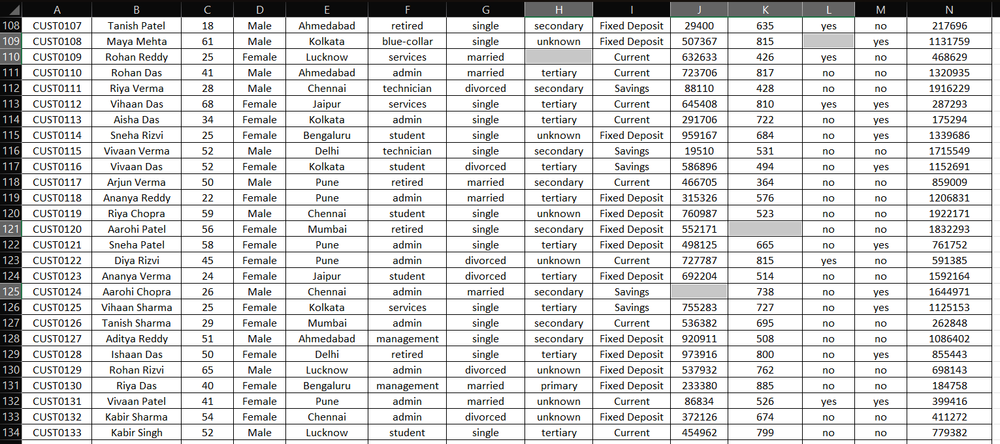 A B C D E F G H I J K L M N
108 CUST0107 Tanish Patel 18 Male Ahmedabad retired single secondary Fixed Deposit 29400 635 yes no 217696
109 CUST0108 Maya Mehta 61 Male Kolkata blue-collar single unknown Fixed Deposit 507367 815 yes 1131759
110 CUST0109 Rohan Reddy 25 Female Lucknow services married Current 632633 426 yes no 468629
111 CUST0110 Rohan Das 41 Male Ahmedabad admin married tertiary Current 723706 817 no no 1320935
112 CUST0111 Riya Verma 28 Male Chennai technician divorced secondary Savings 88110 428 no no 1916229
113 CUST0112 Vihaan Das 68 Female Jaipur services single tertiary Current 645408 810 yes yes 287293
114 CUST0113 Aisha Das 34 Female Kolkata admin single tertiary Current 291706 722 no yes 175294
115 CUST0114 Sneha Rizvi 25 Female Bengaluru student single unknown Fixed Deposit 959167 684 no yes 1339686
116 CUST0115 Vivaan Verma 52 Male Delhi technician single secondary Savings 19510 531 no no 1715549
117 CUST0116 Vivaan Das 52 Female Kolkata student divorced tertiary Savings 586896 494 no yes 1152691
118 CUST0117 Arjun Verma 50 Male Pune retired married secondary Current 466705 364 no no 859009
119 CUST0118 Ananya Reddy 22 Female Pune admin married tertiary Fixed Deposit 315326 576 no no 1206831
120 CUST0119 Riya Chopra 59 Male Chennai student single unknown Fixed Deposit 760987 523 no no 1922171
121 CUST0120 Aarohi Patel 56 Female Mumbai retired single secondary Fixed Deposit 552171 no no 1832293
122 CUST0121 Sneha Patel 58 Female Pune admin single tertiary Fixed Deposit 498125 665 no yes 761752
123 CUST0122 Diya Rizvi 45 Female Pune admin divorced unknown Current 727787 815 yes no 591385
124 CUST0123 Ananya Verma 24 Female Jaipur student divorced tertiary Fixed Deposit 692204 514 no no 1592164
125 CUST0124 Aarohi Chopra 26 Male Chennai admin married secondary Savings 738 no yes 1644971
126 CUST0125 Vihaan Sharma 25 Female Kolkata services single tertiary Savings 755283 727 no yes 1125153
127 CUST0126 Tanish Sharma 29 Female Mumbai admin single secondary Current 536382 695 no no 262848
128 CUST0127 Aditya Reddy 51 Male Ahmedabad management single secondary Fixed Deposit 920911 508 no no 1086402
129 CUST0128 Ishaan Das 50 Female Delhi retired single tertiary Fixed Deposit 973916 800 no yes 855443
130 CUST0129 Rohan Rizvi 65 Male Lucknow admin divorced unknown Fixed Deposit 537932 762 no no 698143
131 CUST0130 Riya Das 40 Female Bengaluru management married primary Fixed Deposit 233380 885 no no 184758
132 CUST0131 Vivaan Patel 41 Female Pune admin married unknown Current 86834 526 yes yes 399416
133 CUST0132 Kabir Sharma 54 Female Chennai admin divorced unknown Fixed Deposit 372126 674 no no 411272
134 CUST0133 Kabir Singh 52 Male Lucknow student single tertiary Current 454962 799 no no 779382